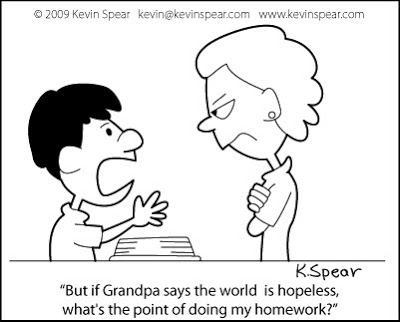 © 2009 Kevin Spear kevin@kevinspear.com www.kevinspear.com
K.Spear
"But if Grandpa says the world is hopeless,
what's the point of doing my homework?"